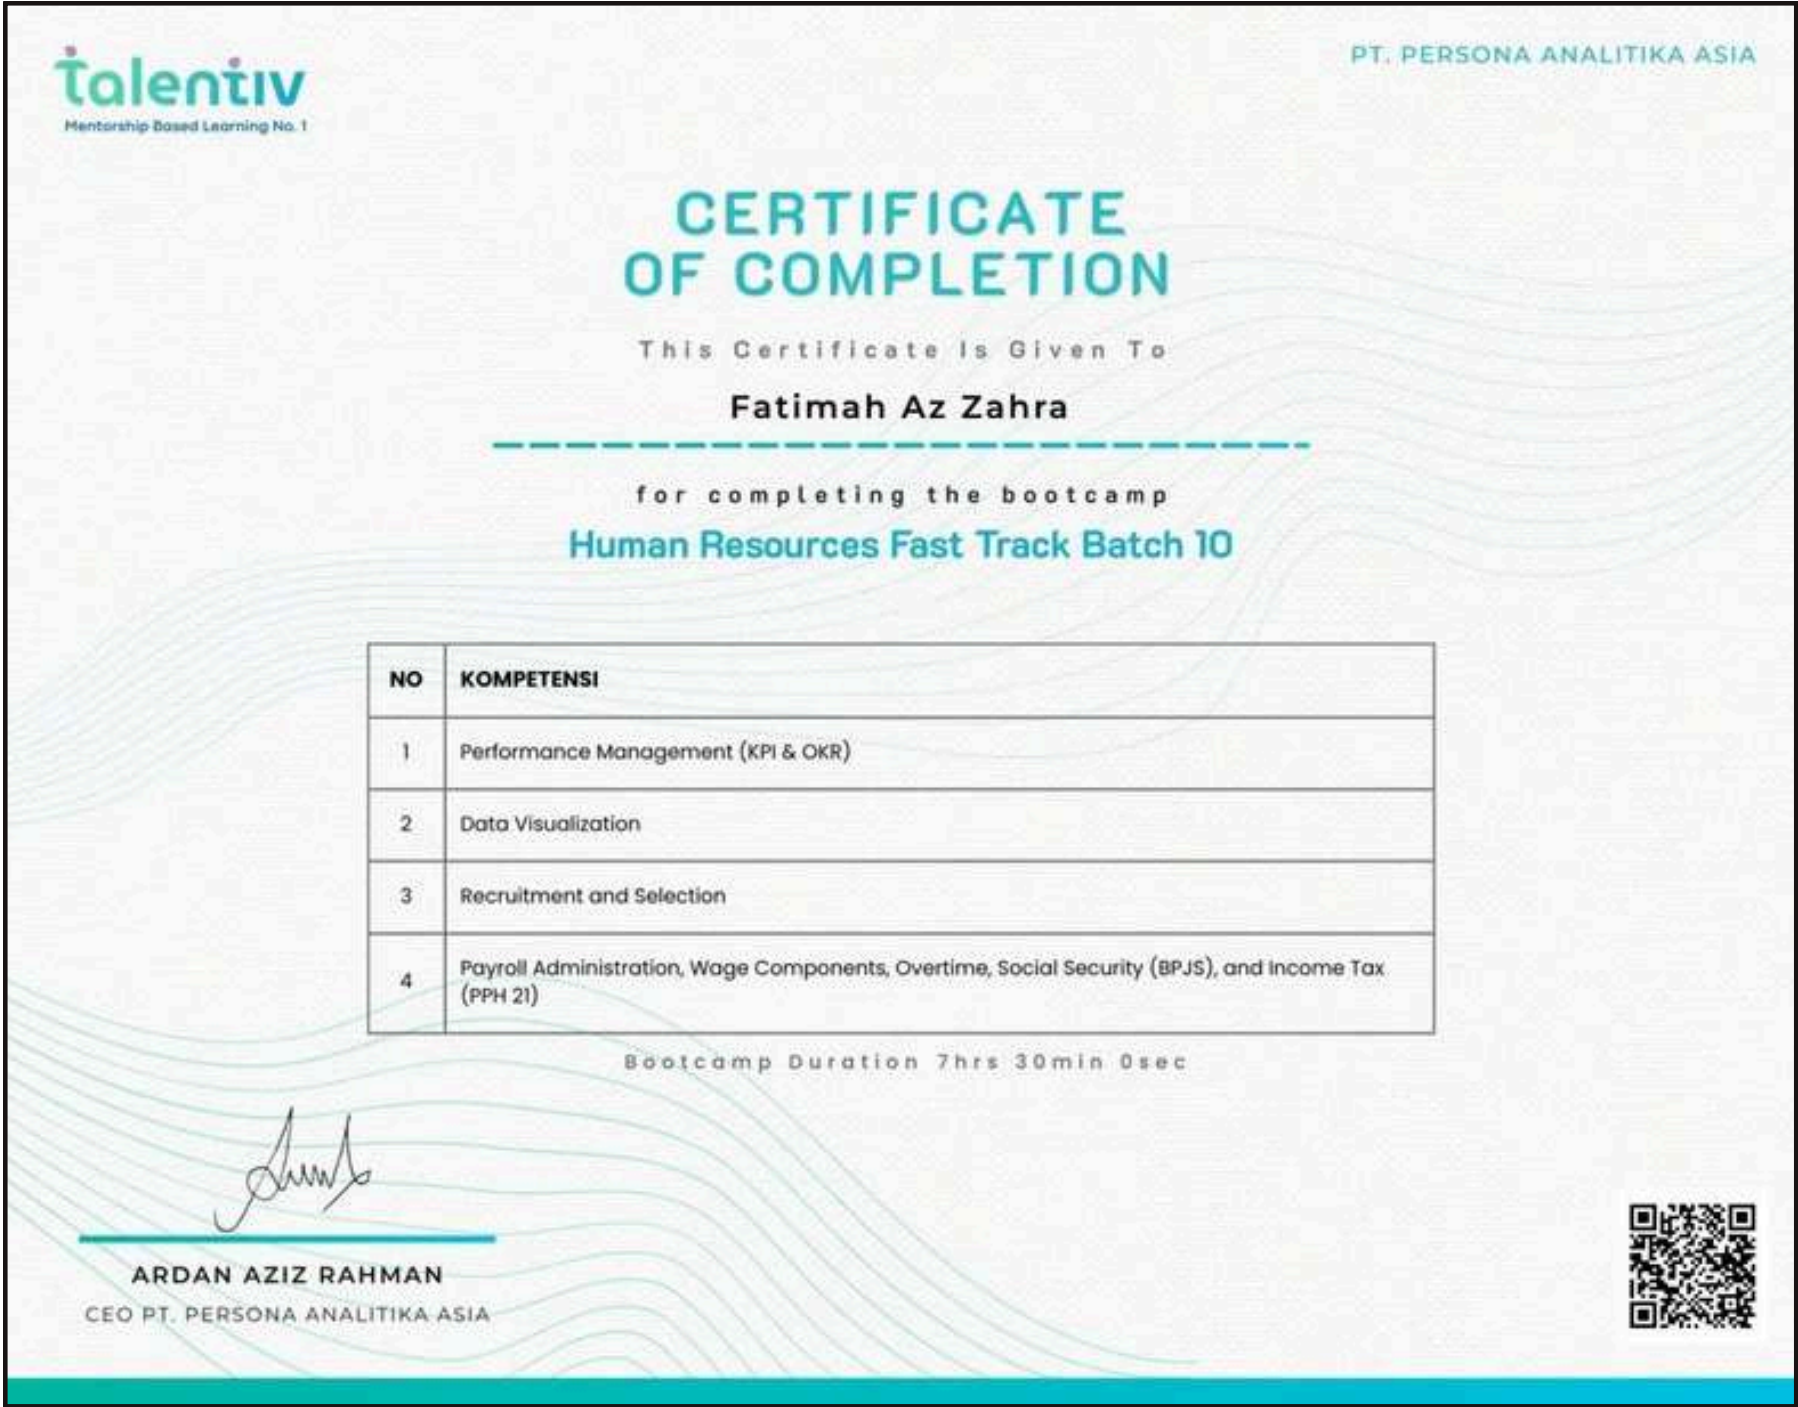 talentiv
Mentorship Based Learning No. 1
PT. PERSONA ANALITIKA ASIA
CERTIFICATE
OF COMPLETION
This Certificate Is Given To
Fatimah Az Zahra
for completing the bootcamp
Human Resources Fast Track Batch 10
NO KOMPETENSI
1 Performance Management (KPI & OKR)
2 Data Visualization
3 Recruitment and Selection
4 Payroll Administration, Wage Components, Overtime, Social Security (BPJS), and Income Tax
(PPH 21)
Bootcamp Duration 7hrs 30min 0sec
ARDAN AZIZ RAHMAN
CEO PT. PERSONA ANALITIKA ASIA